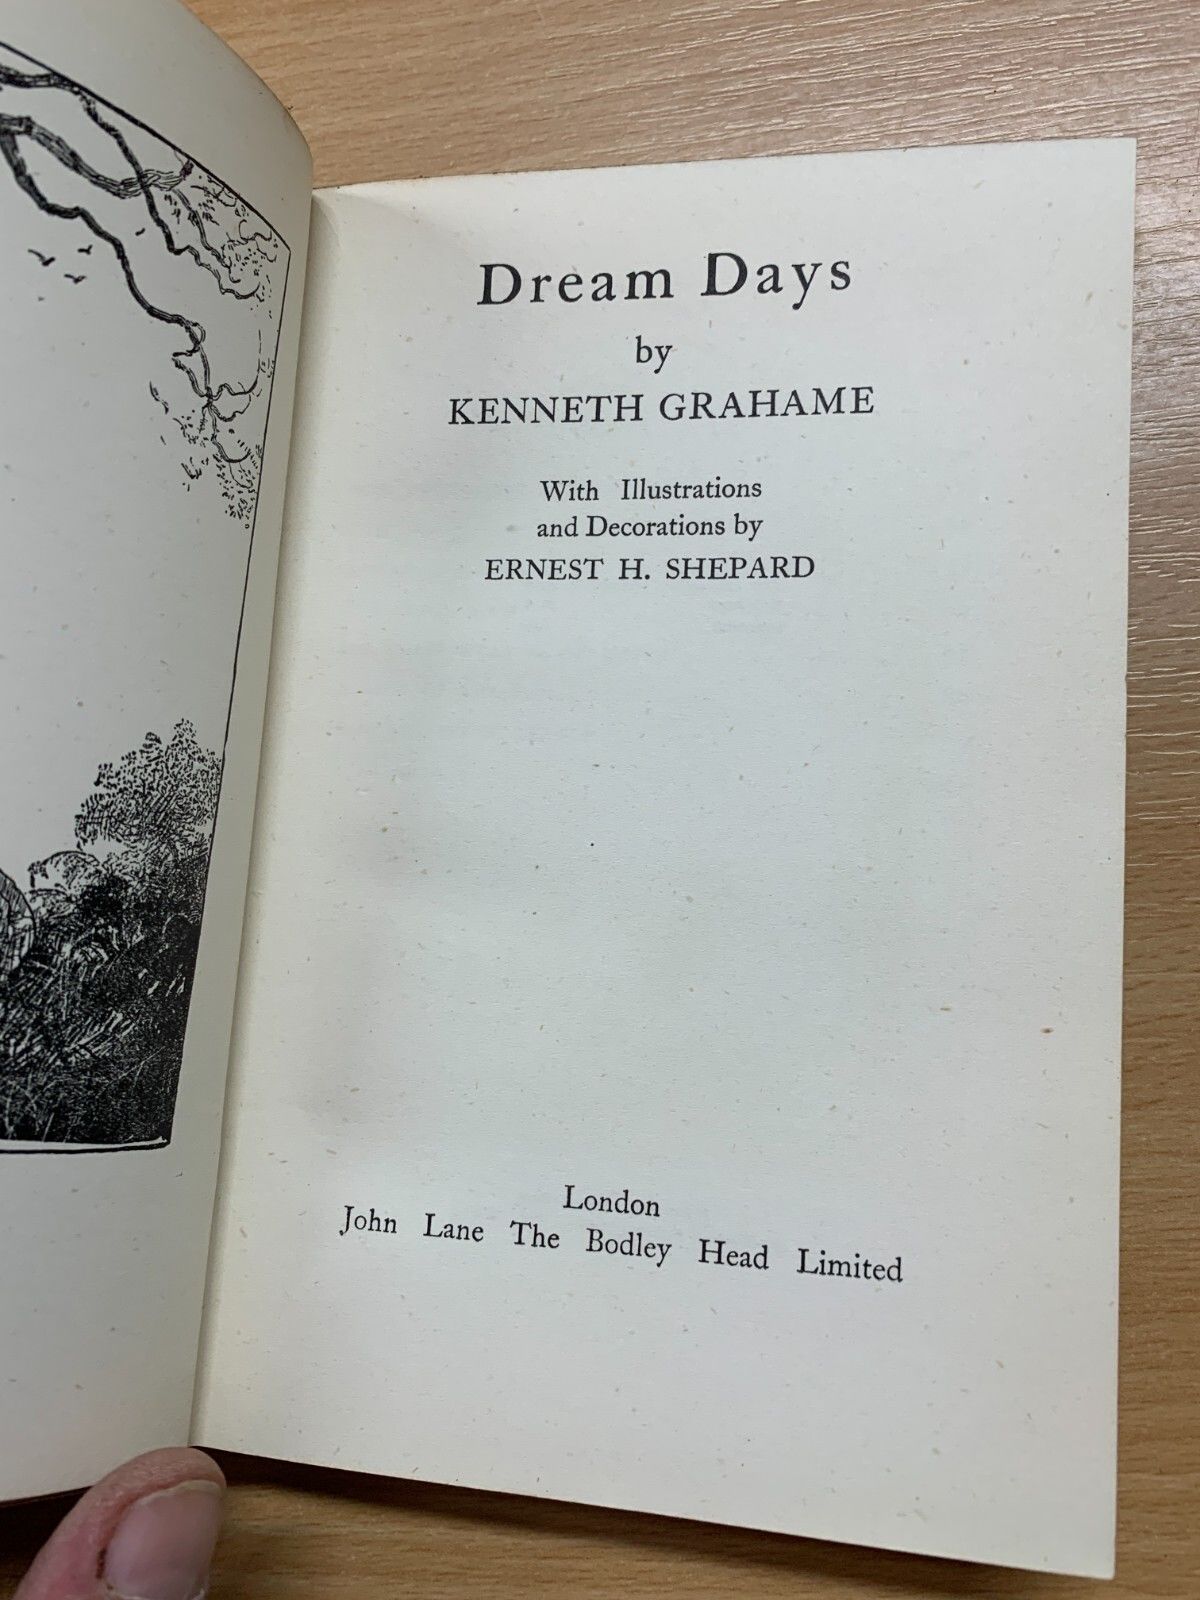 Dream Days
by
KENNETH GRAHAME
With Illustrations
and Decorations by
ERNEST H. SHEPARD
London
John Lane The Bodley Head Limited